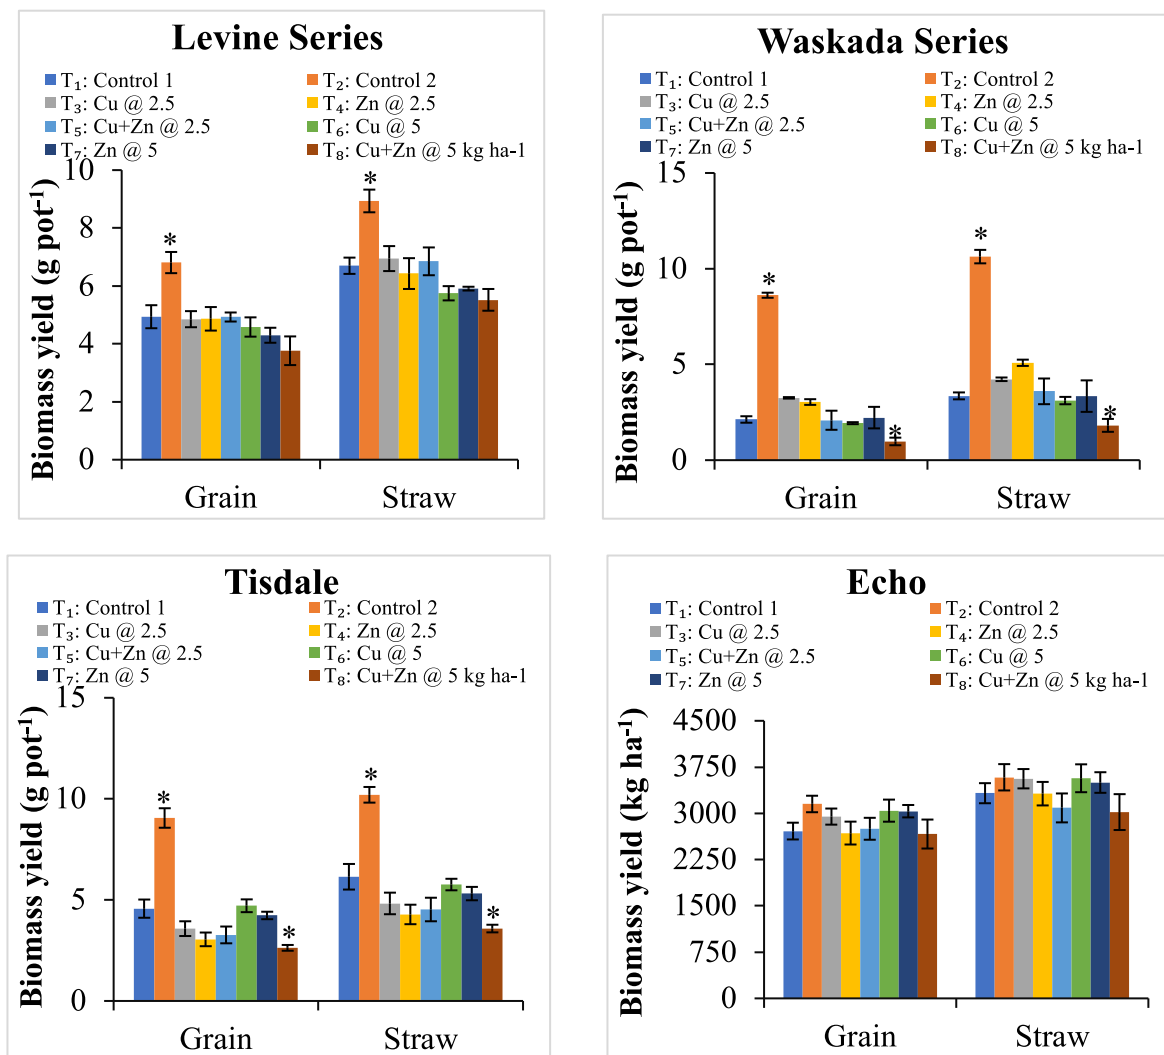 Levine Series
T₁: Control 1 T₂: Control 2
T₃: Cu @ 2.5 T₄: Zn @ 2.5
T₅: Cu+Zn @ 2.5 T₆: Cu @ 5
T₇: Zn @ 5 T₈: Cu+Zn @ 5 kg ha-1
Biomass yield (g pot⁻¹)
10
8
6
4
2
0
* *
Grain Straw
Waskada Series
T₁: Control 1 T₂: Control 2
T₃: Cu @ 2.5 T₄: Zn @ 2.5
T₅: Cu+Zn @ 2.5 T₆: Cu @ 5
T₇: Zn @ 5 T₈: Cu+Zn @ 5 kg ha-1
Biomass yield (g pot⁻¹)
15
10
5
0
* * * *
Grain Straw
Tisdale
T₁: Control 1 T₂: Control 2
T₃: Cu @ 2.5 T₄: Zn @ 2.5
T₅: Cu+Zn @ 2.5 T₆: Cu @ 5
T₇: Zn @ 5 T₈: Cu+Zn @ 5 kg ha-1
Biomass yield (g pot⁻¹)
15
10
5
0
* * * *
Grain Straw
Echo
T₁: Control 1 T₂: Control 2
T₃: Cu @ 2.5 T₄: Zn @ 2.5
T₅: Cu+Zn @ 2.5 T₆: Cu @ 5
T₇: Zn @ 5 T₈: Cu+Zn @ 5 kg ha-1
Biomass yield (kg ha⁻¹)
4500
3750
3000
2250
1500
750
0
Grain Straw